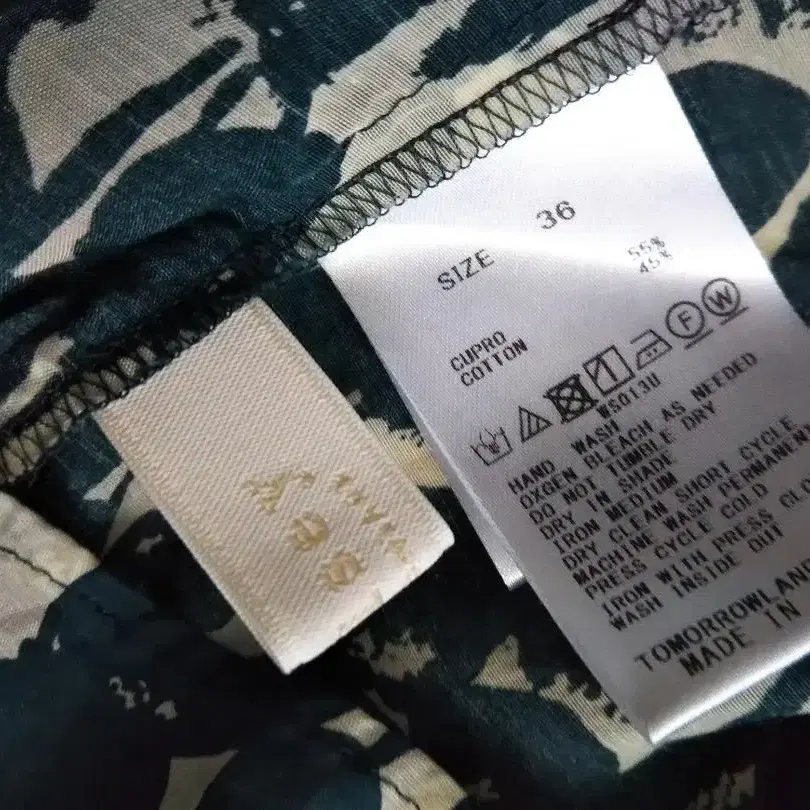 SIZE 36
CUPRO 55%
COTTON 45%
F W
WS013U
HAND WASH
OXGEN BLEACH AS NEEDED
DO NOT TUMBLE DRY
DRY IN SHADE
IRON MEDIUM
DRY CLEAN SHORT CYCLE
MACHINE WASH PERMANENT
PRESS CYCLE COLD
IRON WITH PRESS CLO
WASH INSIDE OUT
TOMORROWLAND
MADE IN